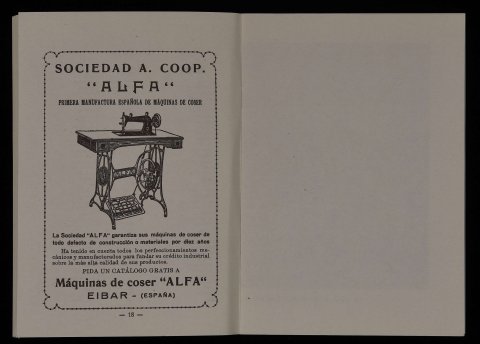 SOCIEDAD A. COOP.
"ALFA"
PRIMERA MANUFACTURA ESPAÑOLA DE MÁQUINAS DE COSER
La Sociedad "ALFA" garantiza sus máquinas de coser de
todo defecto de construcción o materiales por diez años
Ha tenido en cuenta todos los perfeccionamientos me-
cánicos y manufactureros para fundar su crédito industrial
sobre la más alta calidad de sus productos.
PIDA UN CATÁLOGO GRATIS A
Máquinas de coser "ALFA"
EIBAR - (ESPAÑA)
— 18 —